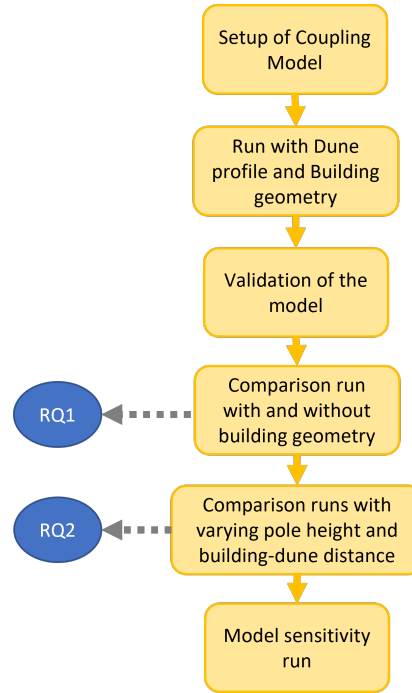 Setup of Coupling
Model
Run with Dune
profile and Building
geometry
Validation of the
model
Comparison run
with and without
building geometry
RQ1
Comparison runs with
varying pole height and
building-dune distance
RQ2
Model sensitivity
run